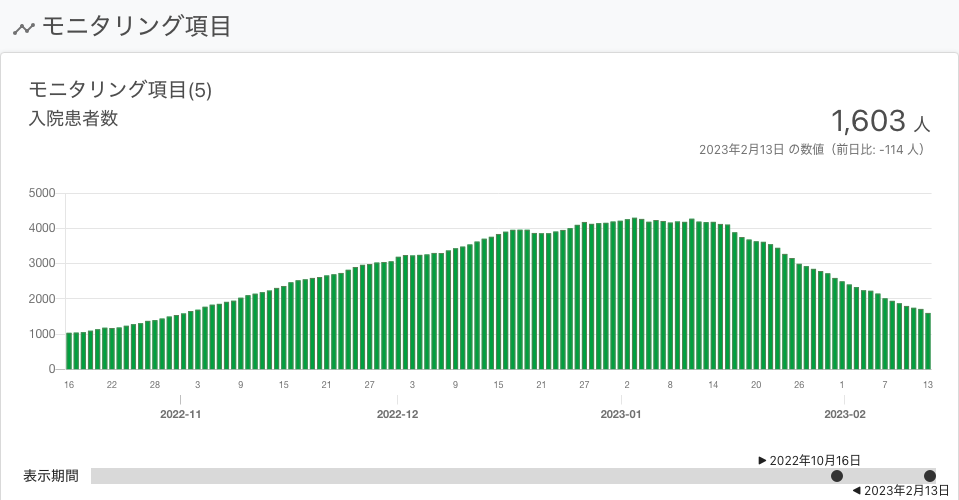 モニタリング項目
モニタリング項目(5)
入院患者数
1,603 人
2023年2月13日 の数値（前日比: -114 人）
5000
4000
3000
2000
1000
0
16 22 28 3 9 15 21 27 3 9 15 21 27 2 8 14 20 26 1 7 13
2022-11 2022-12 2023-01 2023-02
▶ 2022年10月16日
表示期間
◀ 2023年2月13日